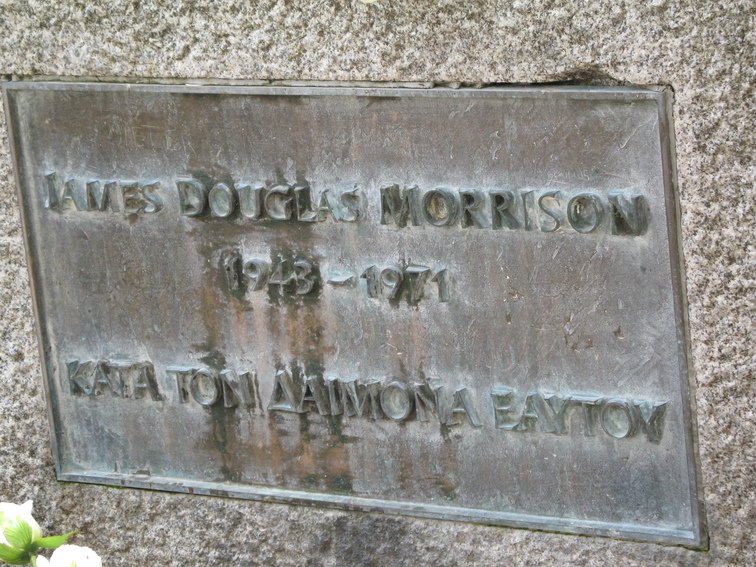 JAMES DOUGLAS MORRISON
1943 – 1971
ΚΑΤΑ ΤΟΝ ΔΑΙΜΟΝΑ ΕΑΥΤΟΥ